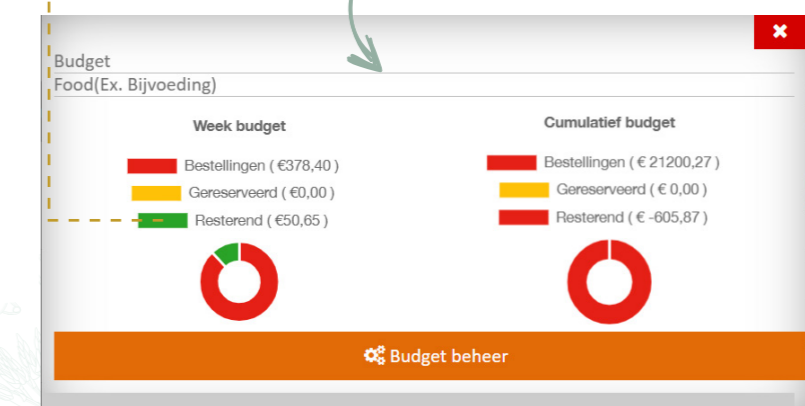 Budget
Food(Ex. Bijvoeding)
Week budget
Bestellingen ( €378,40 )
Gereserveerd ( €0,00 )
Resterend ( €50,65 )
Cumulatief budget
Bestellingen ( € 21200,27 )
Gereserveerd ( € 0,00 )
Resterend ( € -605,87 )
Budget beheer